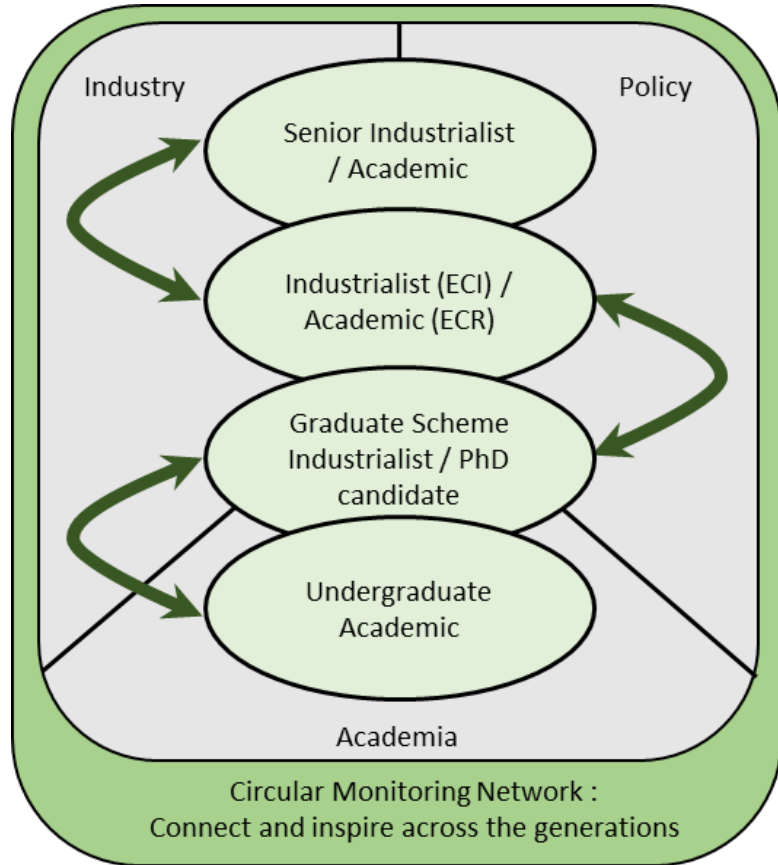 Industry
Policy
Senior Industrialist
/ Academic
Industrialist (ECI) /
Academic (ECR)
Graduate Scheme
Industrialist / PhD
candidate
Undergraduate
Academic
Academia
Circular Monitoring Network :
Connect and inspire across the generations